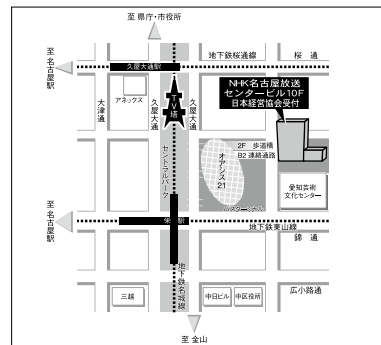 至 県庁・市役所
至 名古屋駅
久屋大通駅
地下鉄桜通線
桜 通
大津通
アネックス
久屋大通
TV塔
久屋大通
NHK名古屋放送
センタービル10F
日本経営協会受付
セントラルパーク
オアシス21
2F 歩道橋
B2 連絡通路
愛知芸術
文化センター
バスターミナル
至 名古屋駅
栄 駅
地下鉄東山線
錦 通
地下鉄名城線
三越
中日ビル
中区役所
広小路通
至 金山